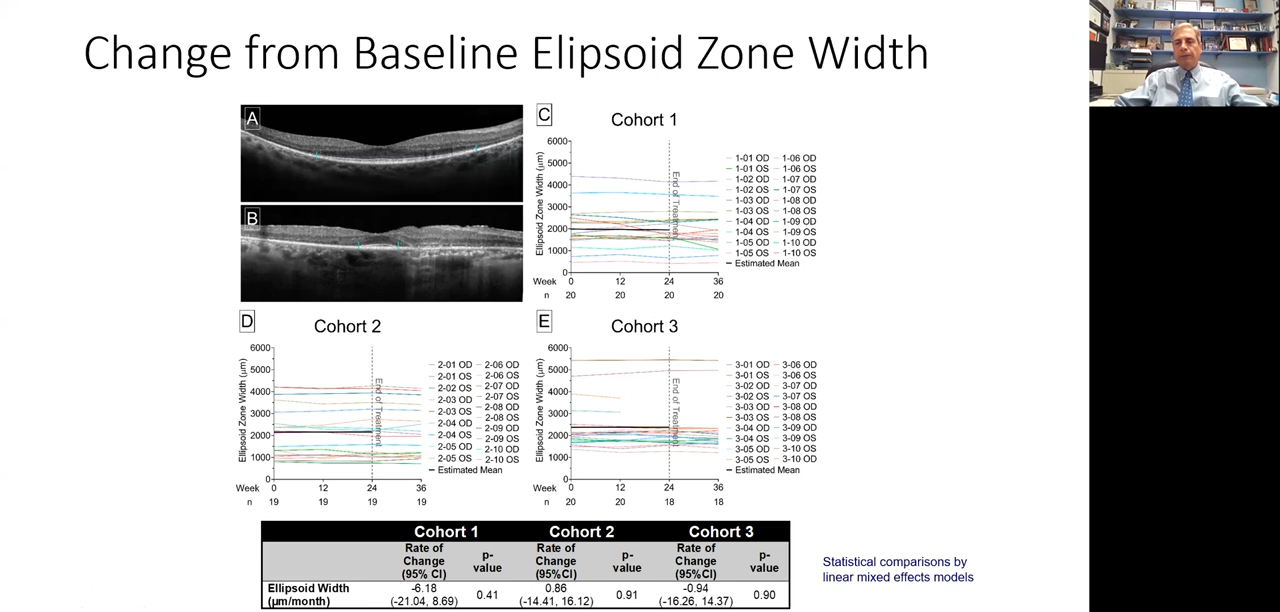 Change from Baseline Elipsoid Zone Width
A
B
C
Cohort 1
Ellipsoid Zone Width (µm)
6000
5000
4000
3000
2000
1000
0
End of Treatment
Week 0 12 24 36
n 20 20 20 20
1-01 OD 1-06 OD
1-01 OS 1-06 OS
1-02 OD 1-07 OD
1-02 OS 1-07 OS
1-03 OD 1-08 OD
1-03 OS 1-08 OS
1-04 OD 1-09 OD
1-04 OS 1-09 OS
1-05 OD 1-10 OD
1-05 OS 1-10 OS
Estimated Mean
D
Cohort 2
Ellipsoid Zone Width (µm)
6000
5000
4000
3000
2000
1000
0
End of Treatment
Week 0 12 24 36
n 19 19 19 19
2-01 OD 2-06 OD
2-01 OS 2-06 OS
2-02 OS 2-07 OD
2-03 OD 2-07 OS
2-03 OS 2-08 OD
2-04 OD 2-08 OS
2-04 OS 2-09 OD
2-05 OD 2-09 OS
2-05 OS 2-10 OD
2-10 OS
Estimated Mean
E
Cohort 3
Ellipsoid Zone Width (µm)
6000
5000
4000
3000
2000
1000
0
End of Treatment
Week 0 12 24 36
n 20 20 18 18
3-01 OD 3-06 OD
3-01 OS 3-06 OS
3-02 OD 3-07 OD
3-02 OS 3-07 OS
3-03 OD 3-08 OD
3-03 OS 3-08 OS
3-04 OD 3-09 OD
3-04 OS 3-09 OS
3-05 OD 3-10 OS
3-05 OS 3-10 OD
Estimated Mean
Cohort 1 Cohort 2 Cohort 3
Rate of Change (95% CI) p-value Rate of Change (95%CI) p-value Rate of Change (95%CI) p-value
Ellipsoid Width (µm/month) -6.18 (-21.04, 8.69) 0.41 0.86 (-14.41, 16.12) 0.91 -0.94 (-16.26, 14.37) 0.90
Statistical comparisons by
linear mixed effects models